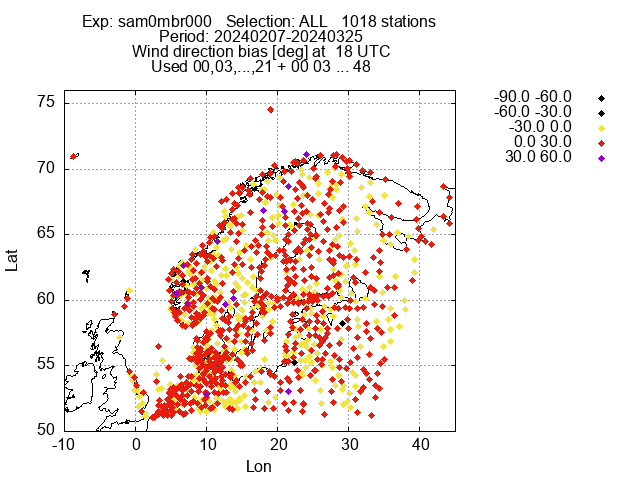 Exp: sam0mbr000   Selection: ALL   1018 stations
Period: 20240207-20240325
Wind direction bias [deg] at  18 UTC
Used 00,03,...,21 + 00 03 ... 48
-90.0 -60.0
-60.0 -30.0
-30.0 0.0
0.0 30.0
30.0 60.0
75
70
65
60
55
50
Lat
-10
0
10
20
30
40
Lon